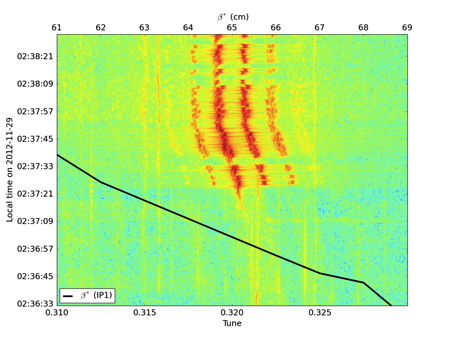 β* (cm)
61 62 63 64 65 66 67 68 69
02:38:21
02:38:09
02:37:57
02:37:45
02:37:33
02:37:21
02:37:09
02:36:57
02:36:45
02:36:33
Local time on 2012-11-29
β* (IP1)
0.310 0.315 0.320 0.325
Tune